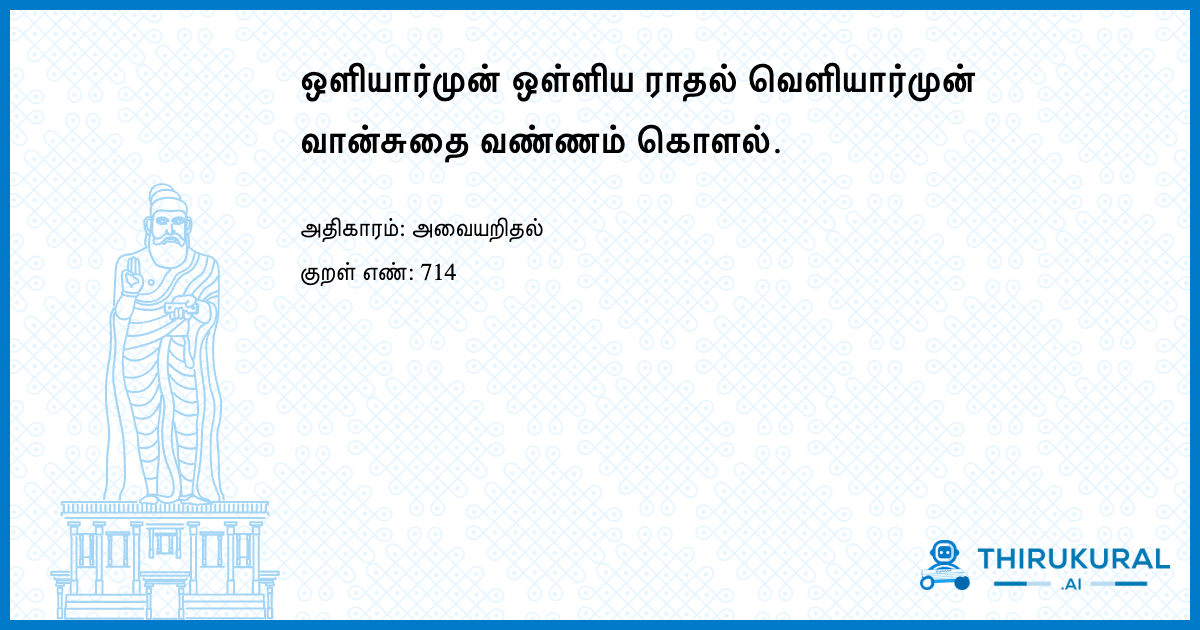 ஒளியார்முன் ஒள்ளிய ராதல் வெளியார்முன்
வான்சுதை வண்ணம் கொளல்.
அதிகாரம்: அவையறிதல்
குறள் எண்: 714
THIRUKURAL
.AI